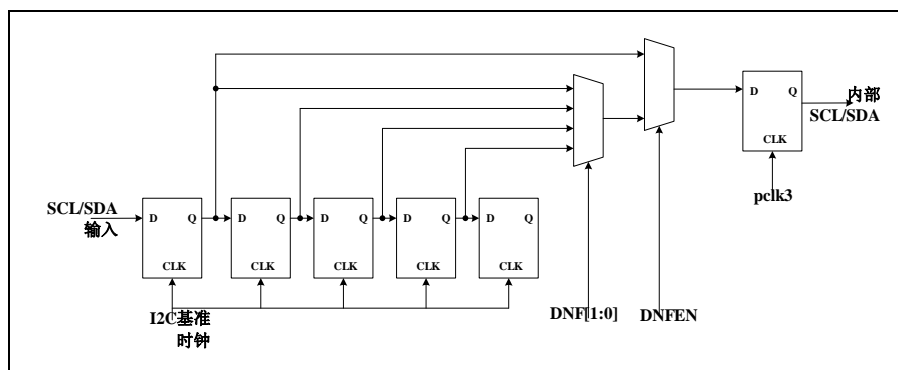 D
Q
CLK
内部
SCL/SDA
pclk3
SCL/SDA
输入
D
Q
CLK
D
Q
CLK
D
Q
CLK
D
Q
CLK
D
Q
CLK
I2C基准
时钟
DNF[1:0]
DNFEN